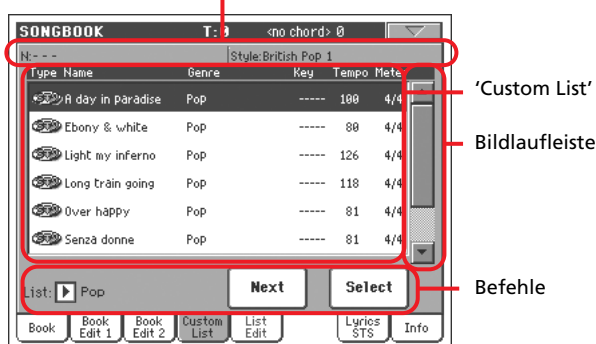 SONGBOOK T:0 <no chord> 0
N:- - - Style:British Pop 1
Type Name Genre Key Tempo Meter
A day in paradise Pop ----- 100 4/4
Ebony & white Pop ----- 80 4/4
Light my inferno Pop ----- 126 4/4
Long train going Pop ----- 118 4/4
Over happy Pop ----- 81 4/4
Senza donne Pop ----- 81 4/4
List: Pop Next Select
Book Book Edit 1 Book Edit 2 Custom List List Edit Lyrics STS Info
'Custom List'
Bildlaufleiste
Befehle